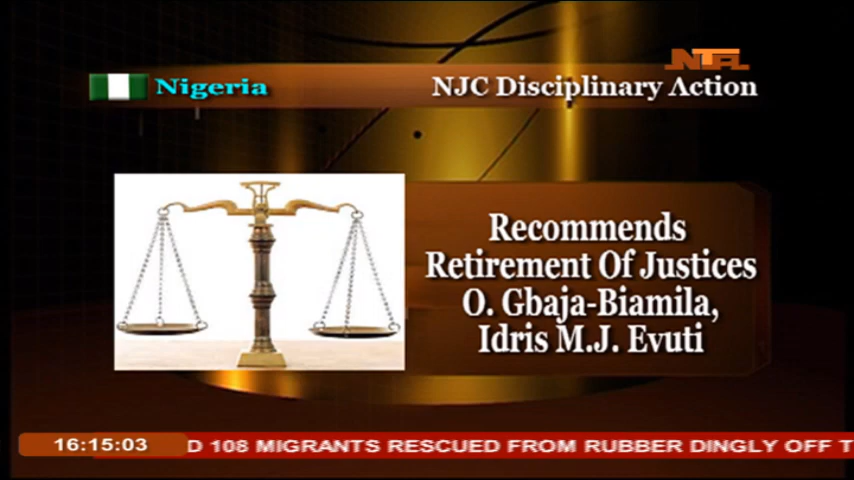 NTFL
Nigeria
NJC Disciplinary Action
Recommends
Retirement Of Justices
O. Gbaja-Biamila,
Idris M.J. Evuti
16:15:03
D 108 MIGRANTS RESCUED FROM RUBBER DINGLY OFF T